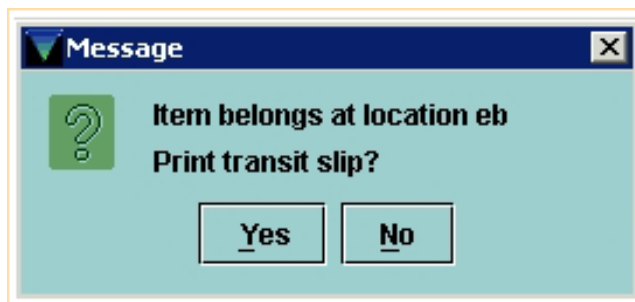 Message
Item belongs at location eb
Print transit slip?
Yes No